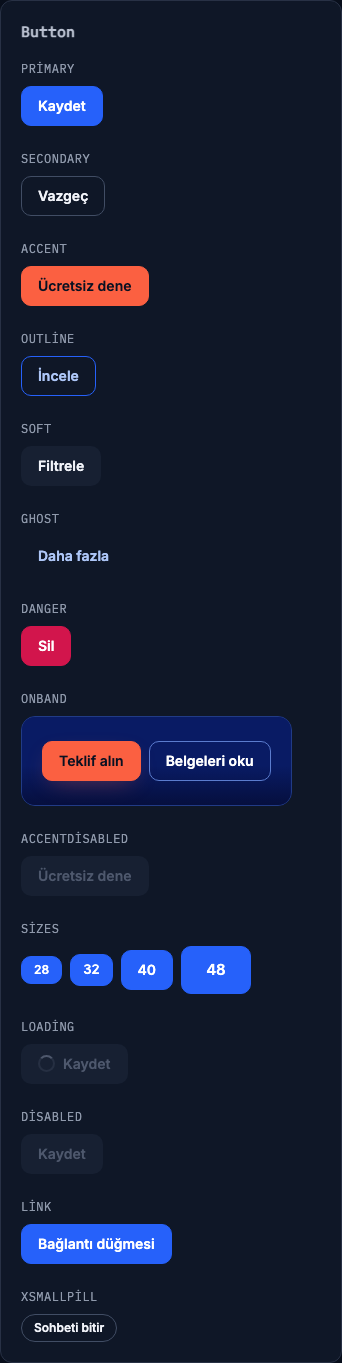 Button
PRİMARY
Kaydet
SECONDARY
Vazgeç
ACCENT
Ücretsiz dene
OUTLİNE
İncele
SOFT
Filtrele
GHOST
Daha fazla
DANGER
Sil
ONBAND
Teklif alın Belgeleri oku
ACCENTDİSABLED
Ücretsiz dene
SİZES
28 32 40 48
LOADİNG
Kaydet
DİSABLED
Kaydet
LİNK
Bağlantı düğmesi
XSMALLPİLL
Sohbeti bitir